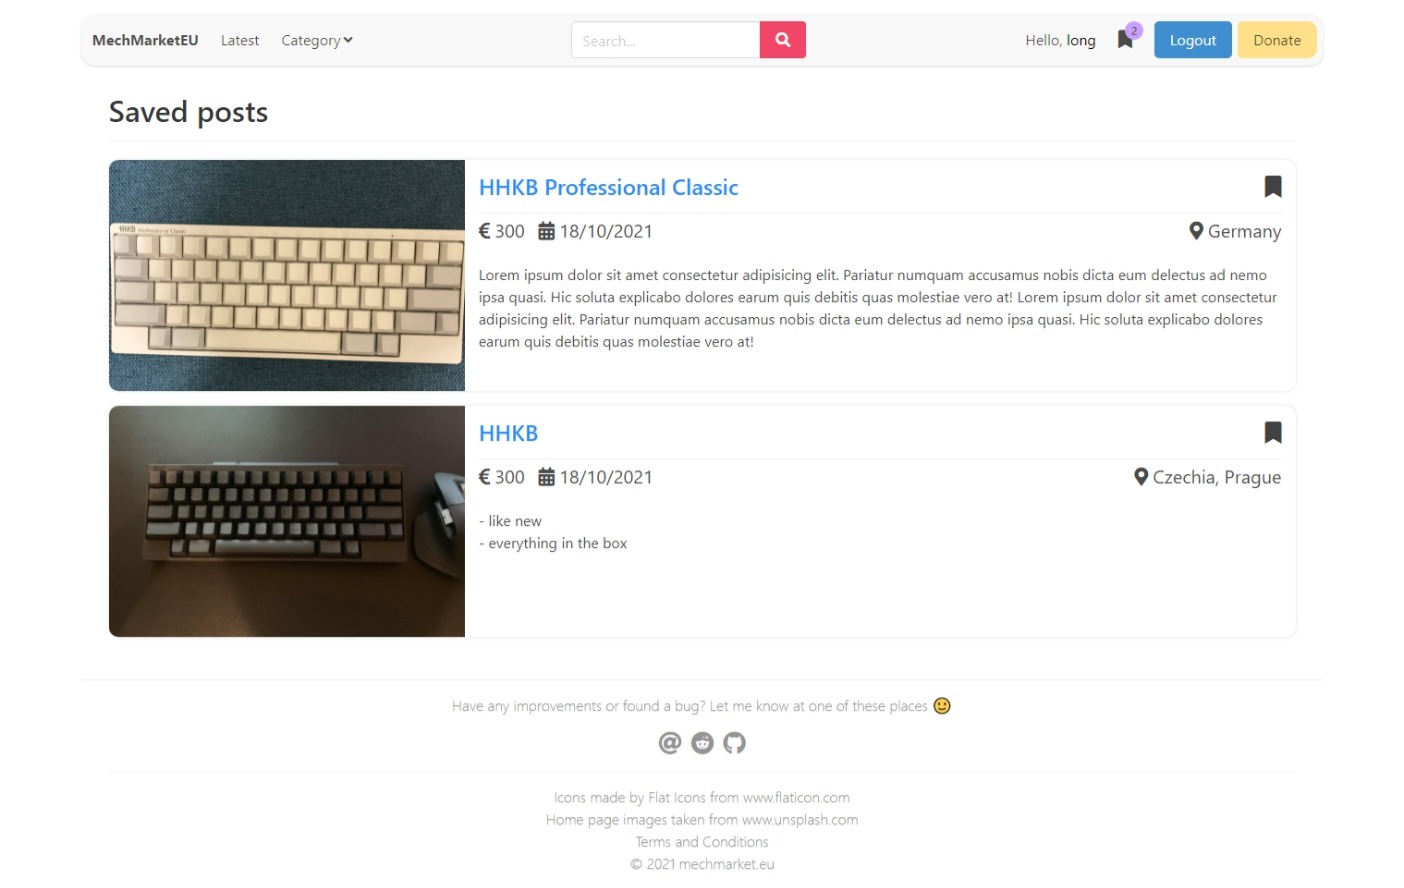 MechMarketEU Latest Category Search... Hello, long 2 Logout Donate
Saved posts
HHKB Professional Classic
HHKB Professional Classic
€ 300 18/10/2021 Germany
Lorem ipsum dolor sit amet consectetur adipisicing elit. Pariatur numquam accusamus nobis dicta eum delectus ad nemo
ipsa quasi. Hic soluta explicabo dolores earum quis debitis quas molestiae vero at! Lorem ipsum dolor sit amet consectetur
adipisicing elit. Pariatur numquam accusamus nobis dicta eum delectus ad nemo ipsa quasi. Hic soluta explicabo dolores
earum quis debitis quas molestiae vero at!
HHKB
€ 300 18/10/2021 Czechia, Prague
- like new
- everything in the box
Have any improvements or found a bug? Let me know at one of these places 🙂
@
Icons made by Flat Icons from www.flaticon.com
Home page images taken from www.unsplash.com
Terms and Conditions
© 2021 mechmarket.eu